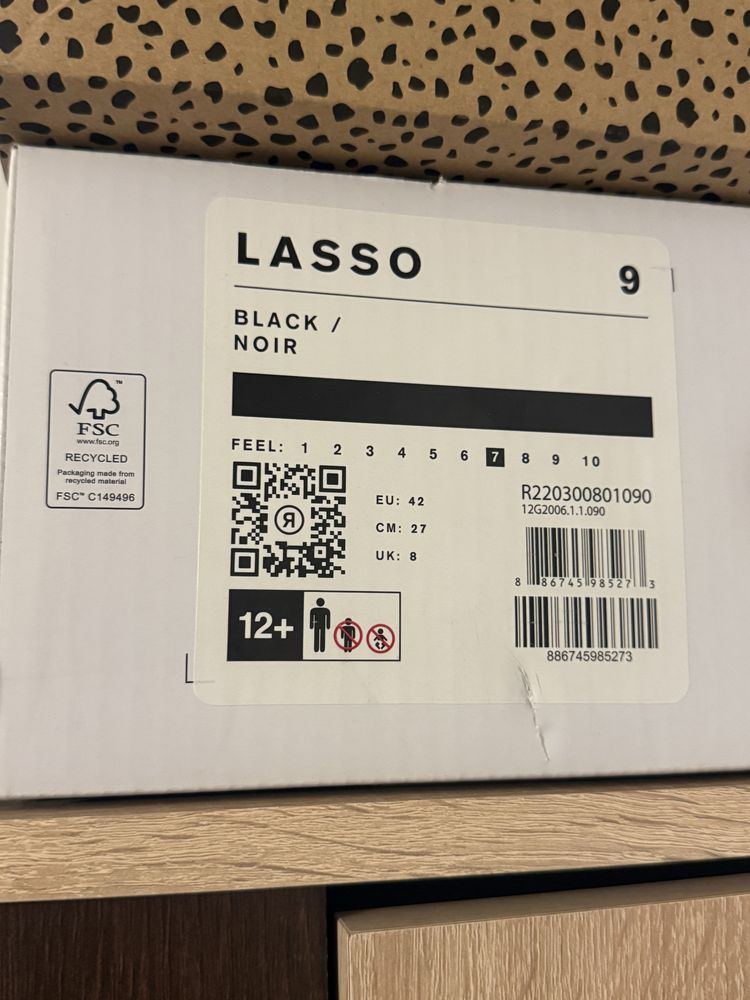 LASSO
9
BLACK /
NOIR
FEEL: 1 2 3 4 5 6 7 8 9 10
EU: 42
CM: 27
UK: 8
R220300801090
12G2006.1.1.090
8 86745 98527 3
886745985273
12+
R
FSC™
www.fsc.org
RECYCLED
Packaging made from
recycled material
FSC™ C149496